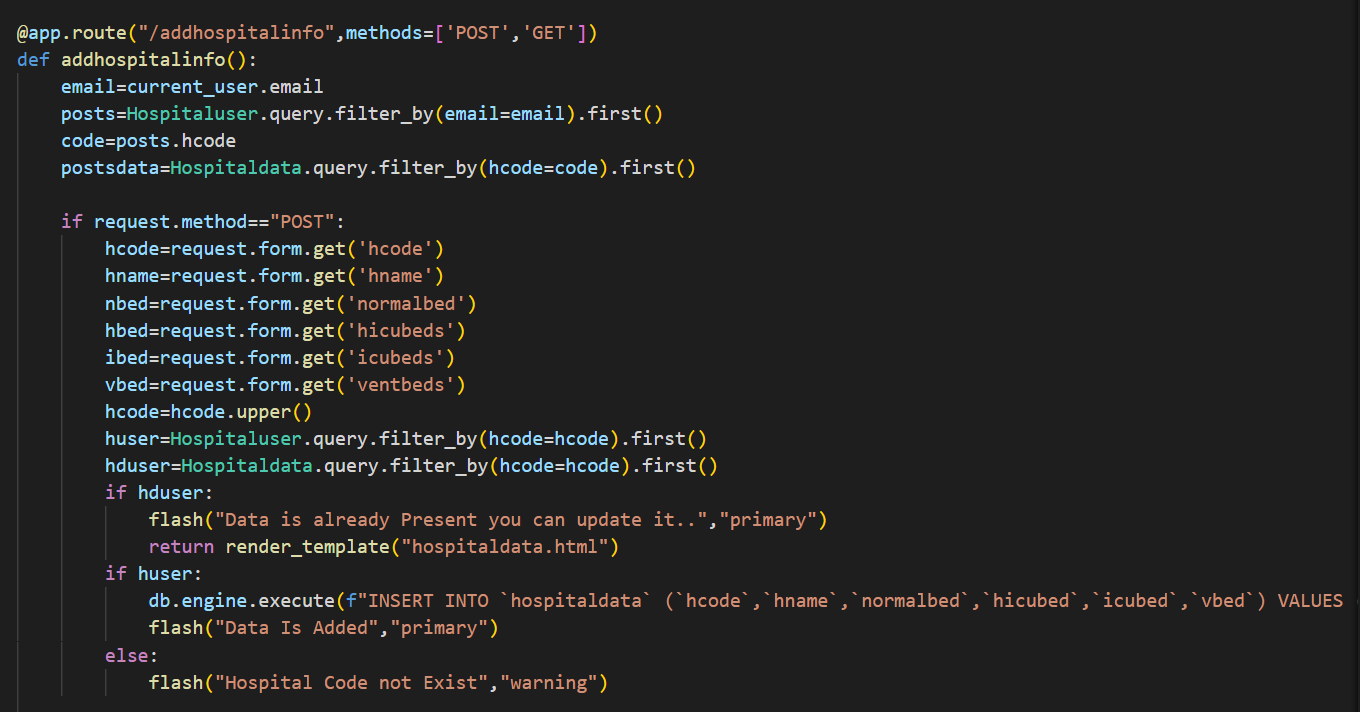 @app.route("/addhospitalinfo",methods=['POST','GET'])
def addhospitalinfo():
    email=current_user.email
    posts=Hospitaluser.query.filter_by(email=email).first()
    code=posts.hcode
    postsdata=Hospitaldata.query.filter_by(hcode=code).first()

    if request.method=="POST":
        hcode=request.form.get('hcode')
        hname=request.form.get('hname')
        nbed=request.form.get('normalbed')
        hbed=request.form.get('hicubeds')
        ibed=request.form.get('icubeds')
        vbed=request.form.get('ventbeds')
        hcode=hcode.upper()
        huser=Hospitaluser.query.filter_by(hcode=hcode).first()
        hduser=Hospitaldata.query.filter_by(hcode=hcode).first()
        if hduser:
            flash("Data is already Present you can update it..","primary")
            return render_template("hospitaldata.html")
        if huser:
            db.engine.execute(f"INSERT INTO `hospitaldata` (`hcode`,`hname`,`normalbed`,`hicubed`,`icubed`,`vbed`) VALUES
            flash("Data Is Added","primary")
        else:
            flash("Hospital Code not Exist","warning")